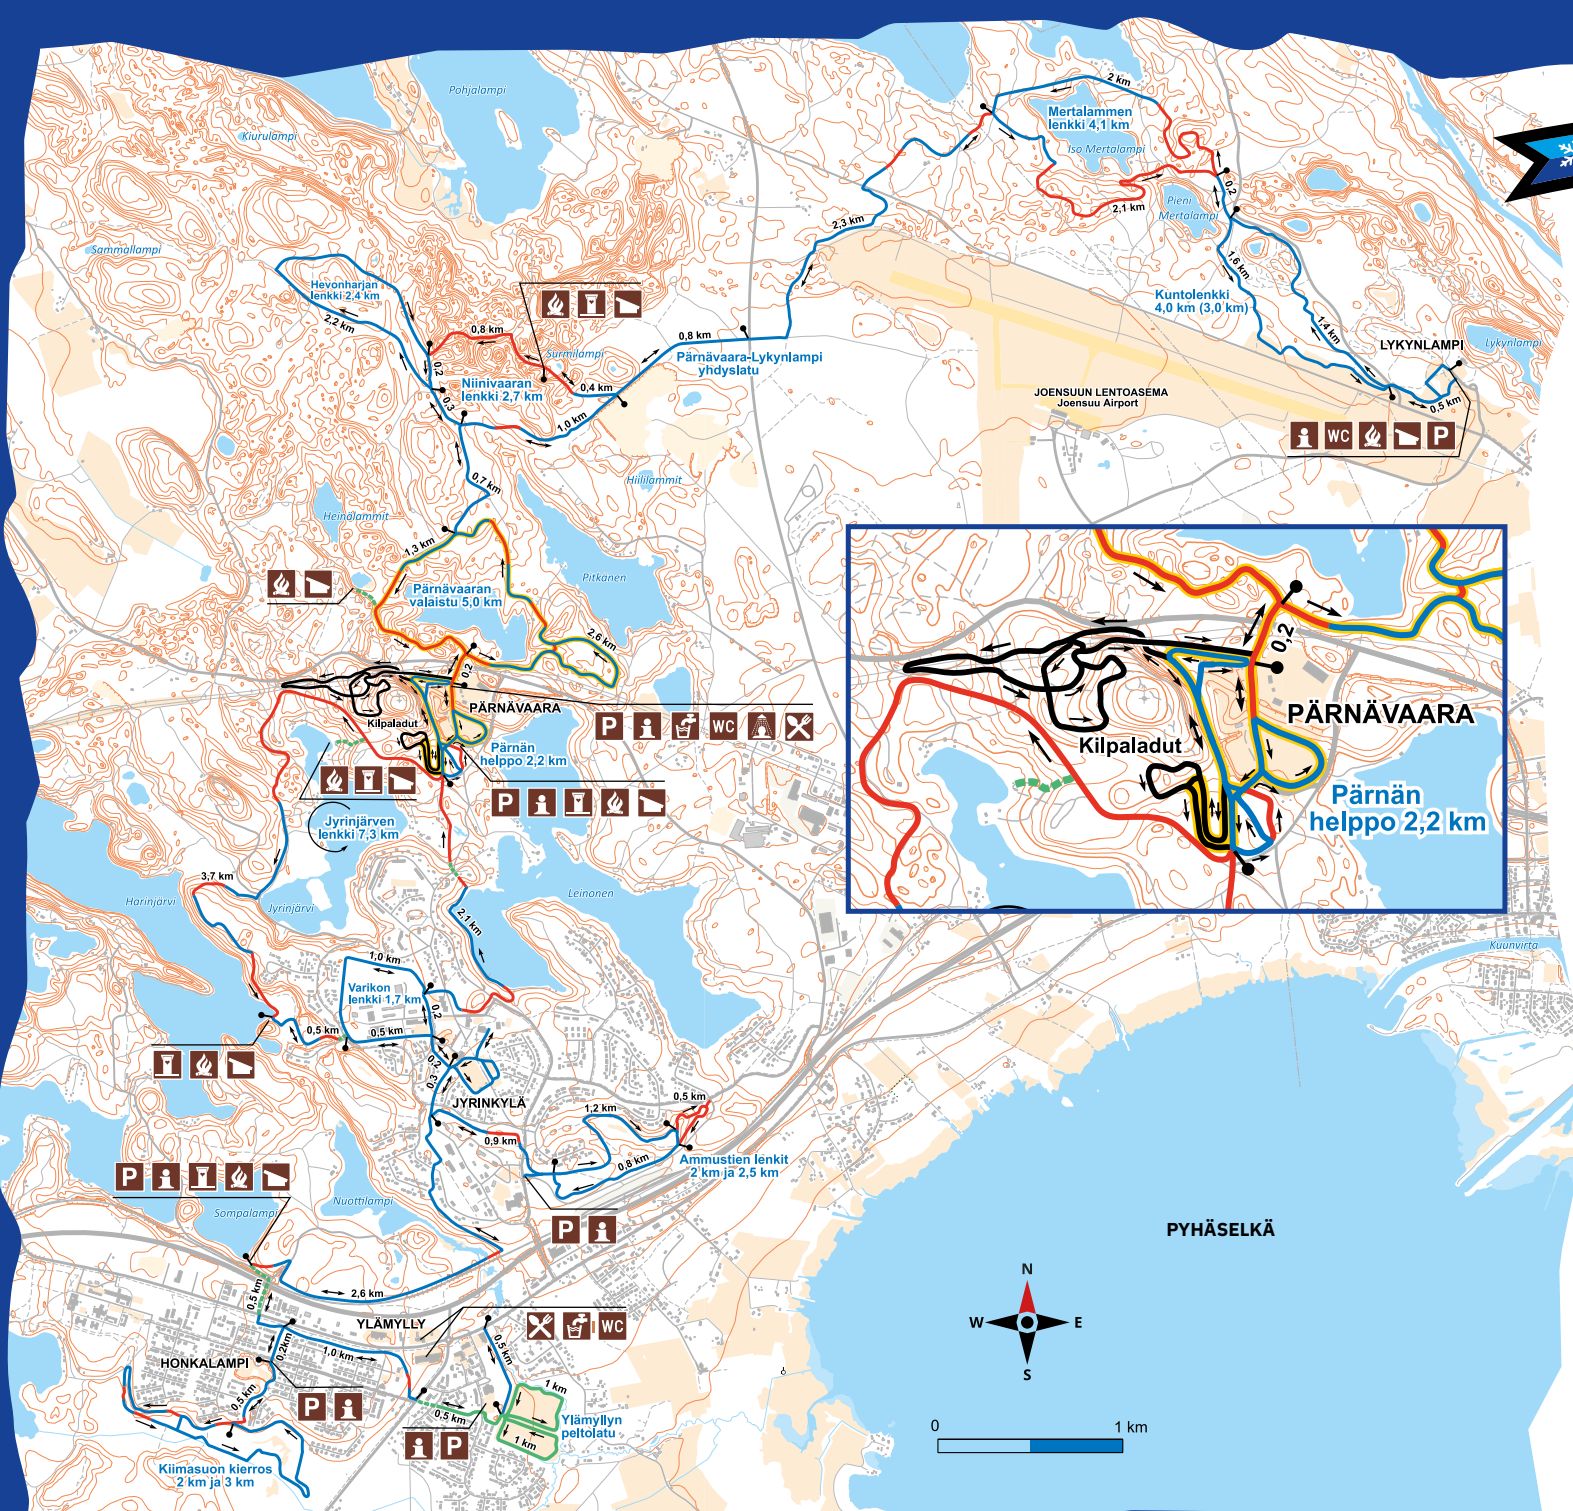 Pohjalampi
Kiurulampi
Sammallampi
2 km
Mertalammen
lenkki 4,1 km
Iso Mertalampi
Pieni
Mertalampi
2,1 km
0,2
2,3 km
1,6 km
Kuntolenkki
4,0 km (3,0 km)
1,4 km
LYKYNLAMPI
Lykynlampi
0,5 km
WC
P
JOENSUUN LENTOASEMA
Joensuu Airport
Hevonharjan
lenkki 2,4 km
2,2 km
0,8 km
Surmilampi
0,8 km
Pärnävaara-Lykynlampi
yhdyslatu
0,2
0,3
Niinivaaran
lenkki 2,7 km
0,4 km
1,0 km
0,7 km
Hiililammit
Heinälammit
1,3 km
Pitkänen
Pärnävaaran
valaistu 5,0 km
2,6 km
0,2
PÄRNÄVAARA
P
WC
Kilpaladut
Pärnän
helppo 2,2 km
P
Jyrinjärven
lenkki 7,3 km
0,2
PÄRNÄVAARA
Kilpaladut
Pärnän
helppo 2,2 km
3,7 km
Harinjärvi
Jyrinjärvi
Leinonen
2,1 km
Kuunvirta
1,0 km
Varikon
lenkki 1,7 km
0,2
0,5 km
0,5 km
0,2
0,3
JYRINKYLÄ
1,2 km
0,5 km
0,9 km
0,8 km
Ammustien lenkit
2 km ja 2,5 km
P
P
Nuottilampi
Sompalampi
PYHÄSELKÄ
N
W
E
S
0,5 km
2,6 km
YLÄMYLLY
WC
HONKALAMPI
0,2km
1,0 km
0,5 km
0,5 km
P
0,5 km
1 km
1 km
Ylämyllyn
peltolatu
P
Kiimasuon kierros
2 km ja 3 km
0
1 km